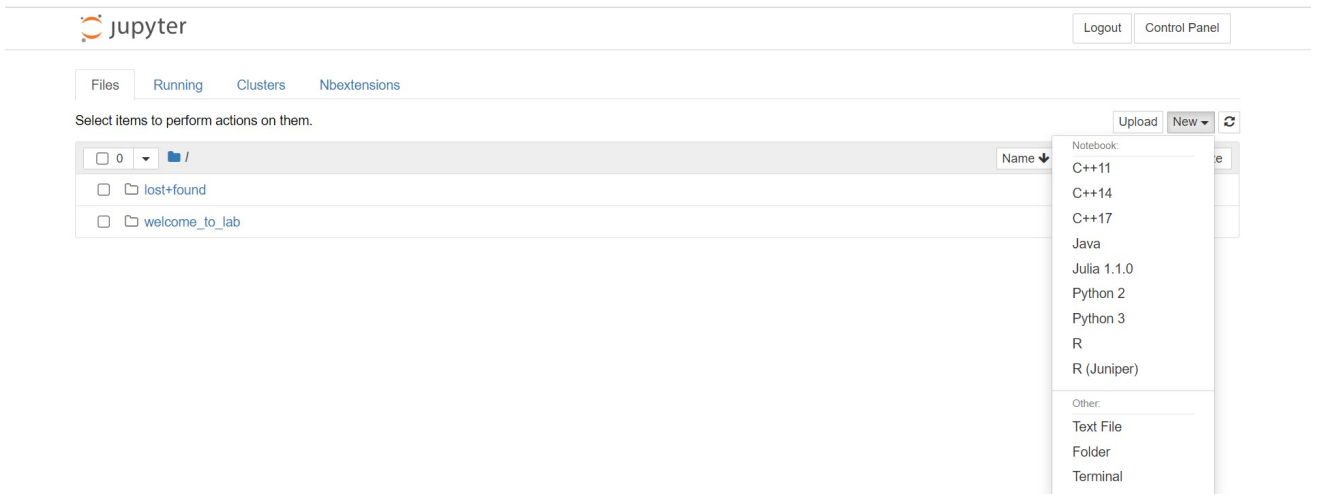 jupyter
Logout Control Panel
Files Running Clusters Nbextensions
Select items to perform actions on them.
Upload New
0 / Name
lost+found
welcome_to_lab
Notebook:
C++11
C++14
C++17
Java
Julia 1.1.0
Python 2
Python 3
R
R (Juniper)
Other:
Text File
Folder
Terminal